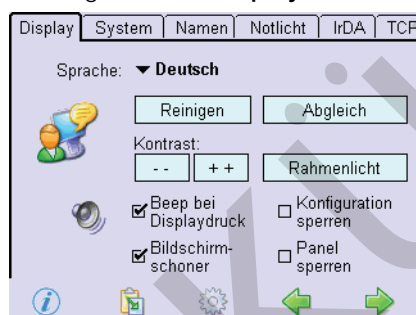 Display System Namen Notlicht IrDA TCP
Sprache: Deutsch
Reinigen Abgleich
Kontrast:
- - + + Rahmenlicht
Beep bei Displaydruck
Konfiguration sperren
Bildschirm-
schoner
Panel sperren